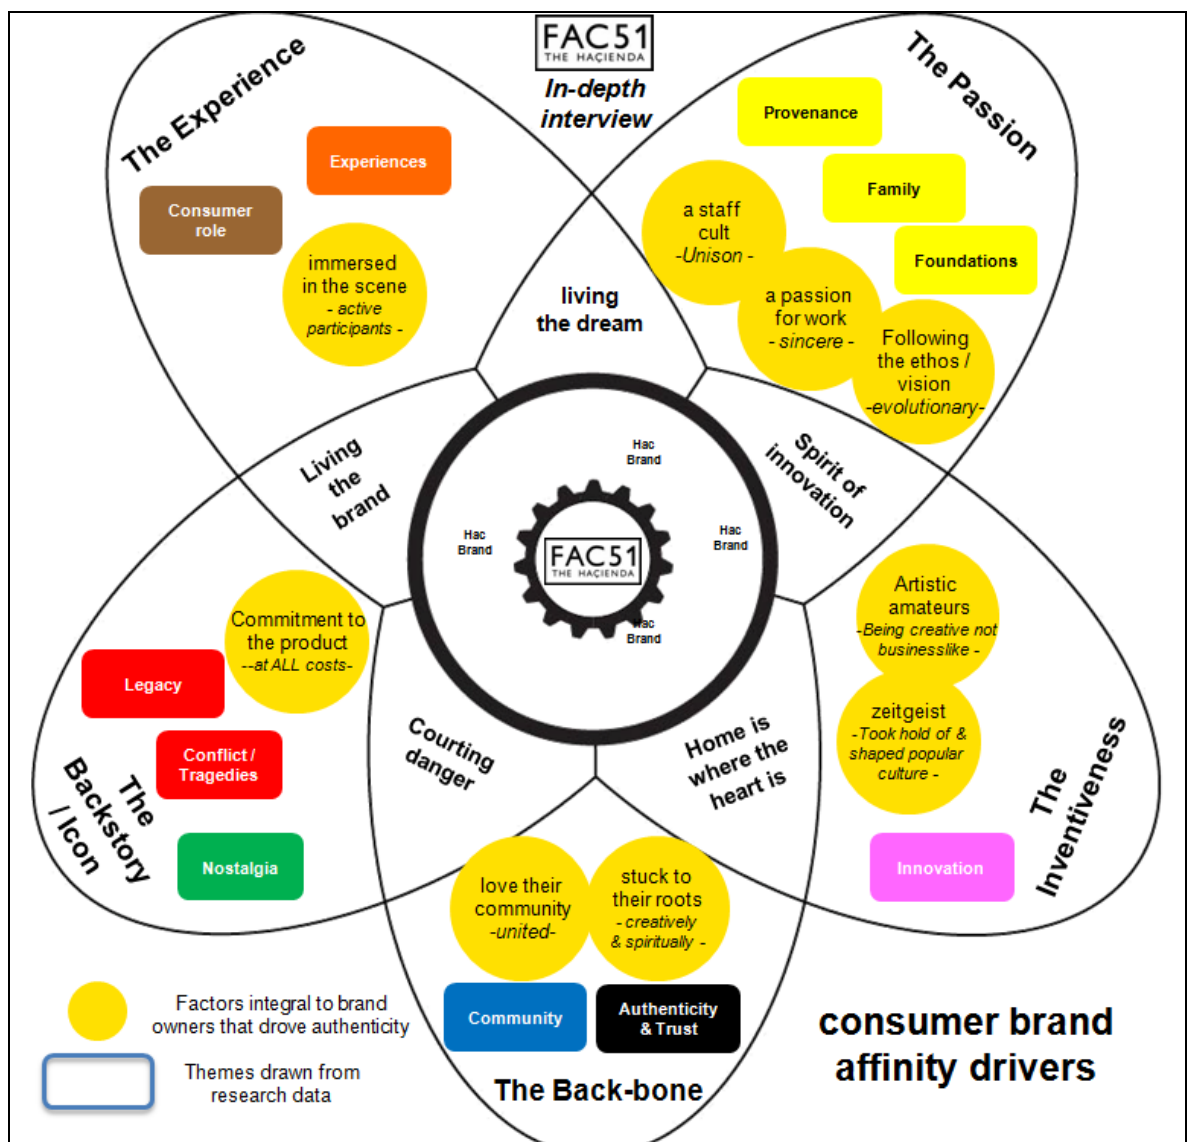 FAC51
THE HAÇIENDA
In-depth
interview
The Experience
Experiences
Consumer
role
immersed
in the scene
- active
participants -
The Passion
Provenance
Family
Foundations
a staff
cult
-Unison -
a passion
for work
- sincere -
Following
the ethos /
vision
-evolutionary-
living
the dream
Living
the
brand
Spirit of
innovation
Hac
Brand
Hac
Brand
Hac
Brand
FAC51
THE HAÇIENDA
Hac
Brand
Commitment to
the product
--at ALL costs-
Legacy
Conflict /
Tragedies
Nostalgia
The
Backstory
/ Icon
Courting
danger
Home is
where the
heart is
Artistic
amateurs
-Being creative not
businesslike -
zeitgeist
-Took hold of &
shaped popular
culture -
Innovation
The
Inventiveness
love their
community
-united-
stuck to
their roots
- creatively
& spiritually -
Community
Authenticity
& Trust
The Back-bone
Factors integral to brand
owners that drove authenticity
Themes drawn from
research data
consumer brand
affinity drivers